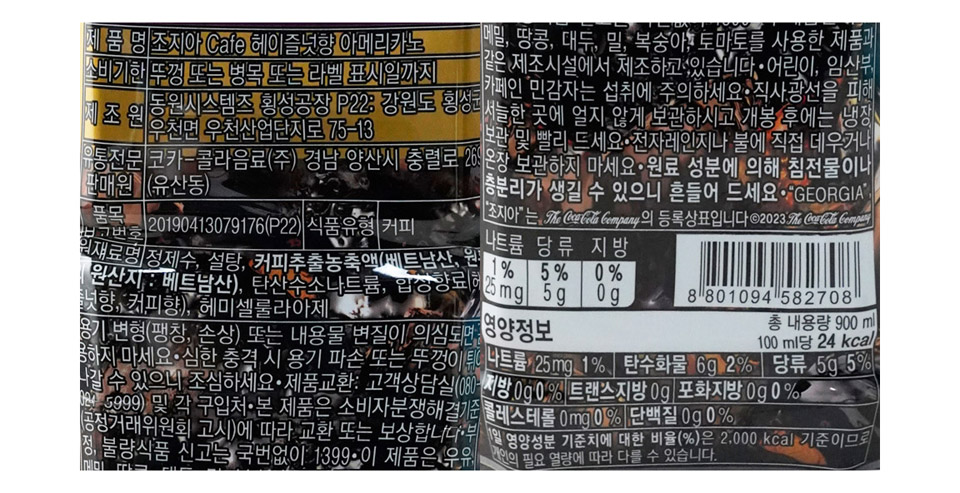 제 품 명 조지아 Cafe 헤이즐넛향 아메리카노
소비기한 뚜껑 또는 병목 또는 라벨 표시일까지
제 조 원 동원시스템즈 횡성공장 P22: 강원도 횡성군
우천면 우천산업단지로 75-13
유통전문 코카-콜라음료(주) 경남 양산시 충렬로 269
판매원 (유산동)
품목
보고번호 20190413079176(P22) 식품유형 커피
원재료명 정제수, 설탕, 커피추출농축액(베트남산,
원산지 : 베트남산), 탄산수소나트륨, 합성향료
커피향), 헤미셀룰라아제
용기 변형(팽창, 손상) 또는 내용물 변질이 의심되면
하지 마세요•심한 충격 시 용기 파손 또는 뚜껑이 튀어
나갈 수 있으니 조심하세요•제품교환: 고객상담실(080-
5999) 및 각 구입처•본 제품은 소비자분쟁해결기준
공정거래위원회 고시)에 따라 교환 또는 보상합니다•부
정, 불량식품 신고는 국번없이 1399•이 제품은 우유,
메밀, 땅콩, 대두, 밀, 복숭아, 토마토를 사용한 제품과
같은 제조시설에서 제조하고 있습니다•어린이, 임산부,
카페인 민감자는 섭취에 주의하세요•직사광선을 피해
서늘한 곳에 얼지 않게 보관하시고 개봉 후에는 냉장
보관 및 빨리 드세요•전자레인지나 불에 직접 데우거나
온장 보관하지 마세요•원료 성분에 의해 침전물이나
층분리가 생길 수 있으니 흔들어 드세요•"GEORGIA",
조지아"는 The Coca-Cola Company의 등록상표입니다©2023 The Coca-Cola Company
나트륨 당류 지방
1 % 5 % 0 %
25 mg 5 g 0 g
8 801094 582708
영양정보 총 내용량 900 ml
100 ml당 24 kcal
나트륨 25mg 1% 탄수화물 6g 2% 당류 5g 5%
지방 0g 0% 트랜스지방 0g 포화지방 0g 0%
콜레스테롤 0mg 0% 단백질 0g 0%
1일 영양성분 기준치에 대한 비율(%)은 2,000 kcal 기준이므로
개인의 필요 열량에 따라 다를 수 있습니다.